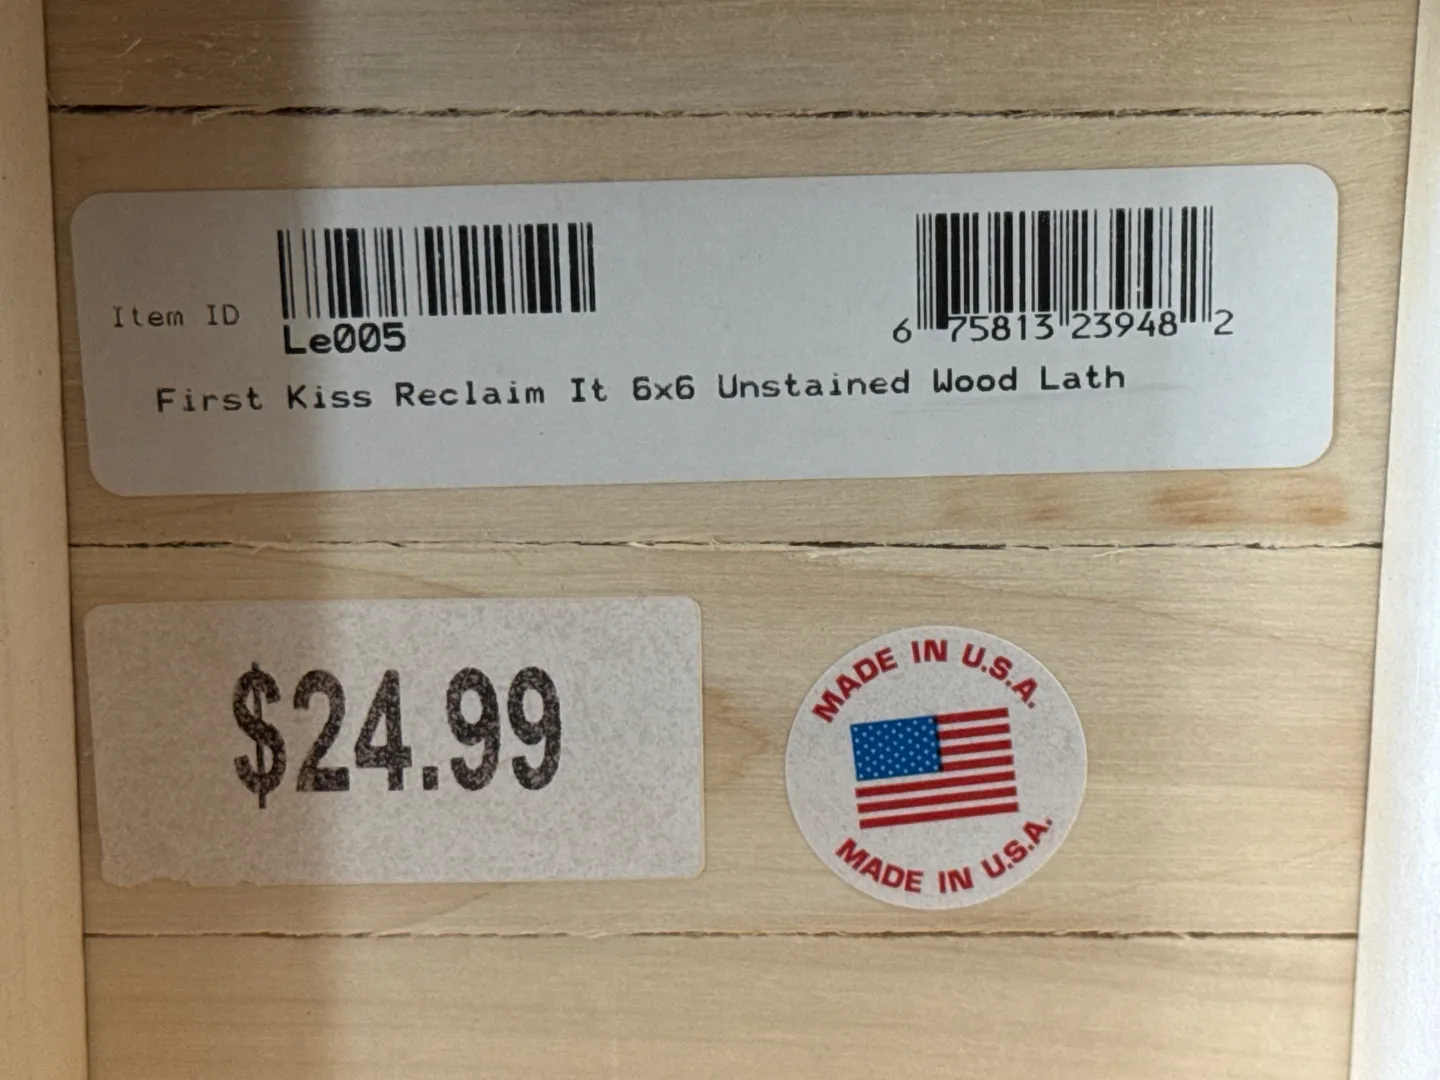 Item ID
Le005
6 75813 23948 2
First Kiss Reclaim It 6x6 Unstained Wood Lath
$24.99
MADE IN U.S.A.
MADE IN U.S.A.